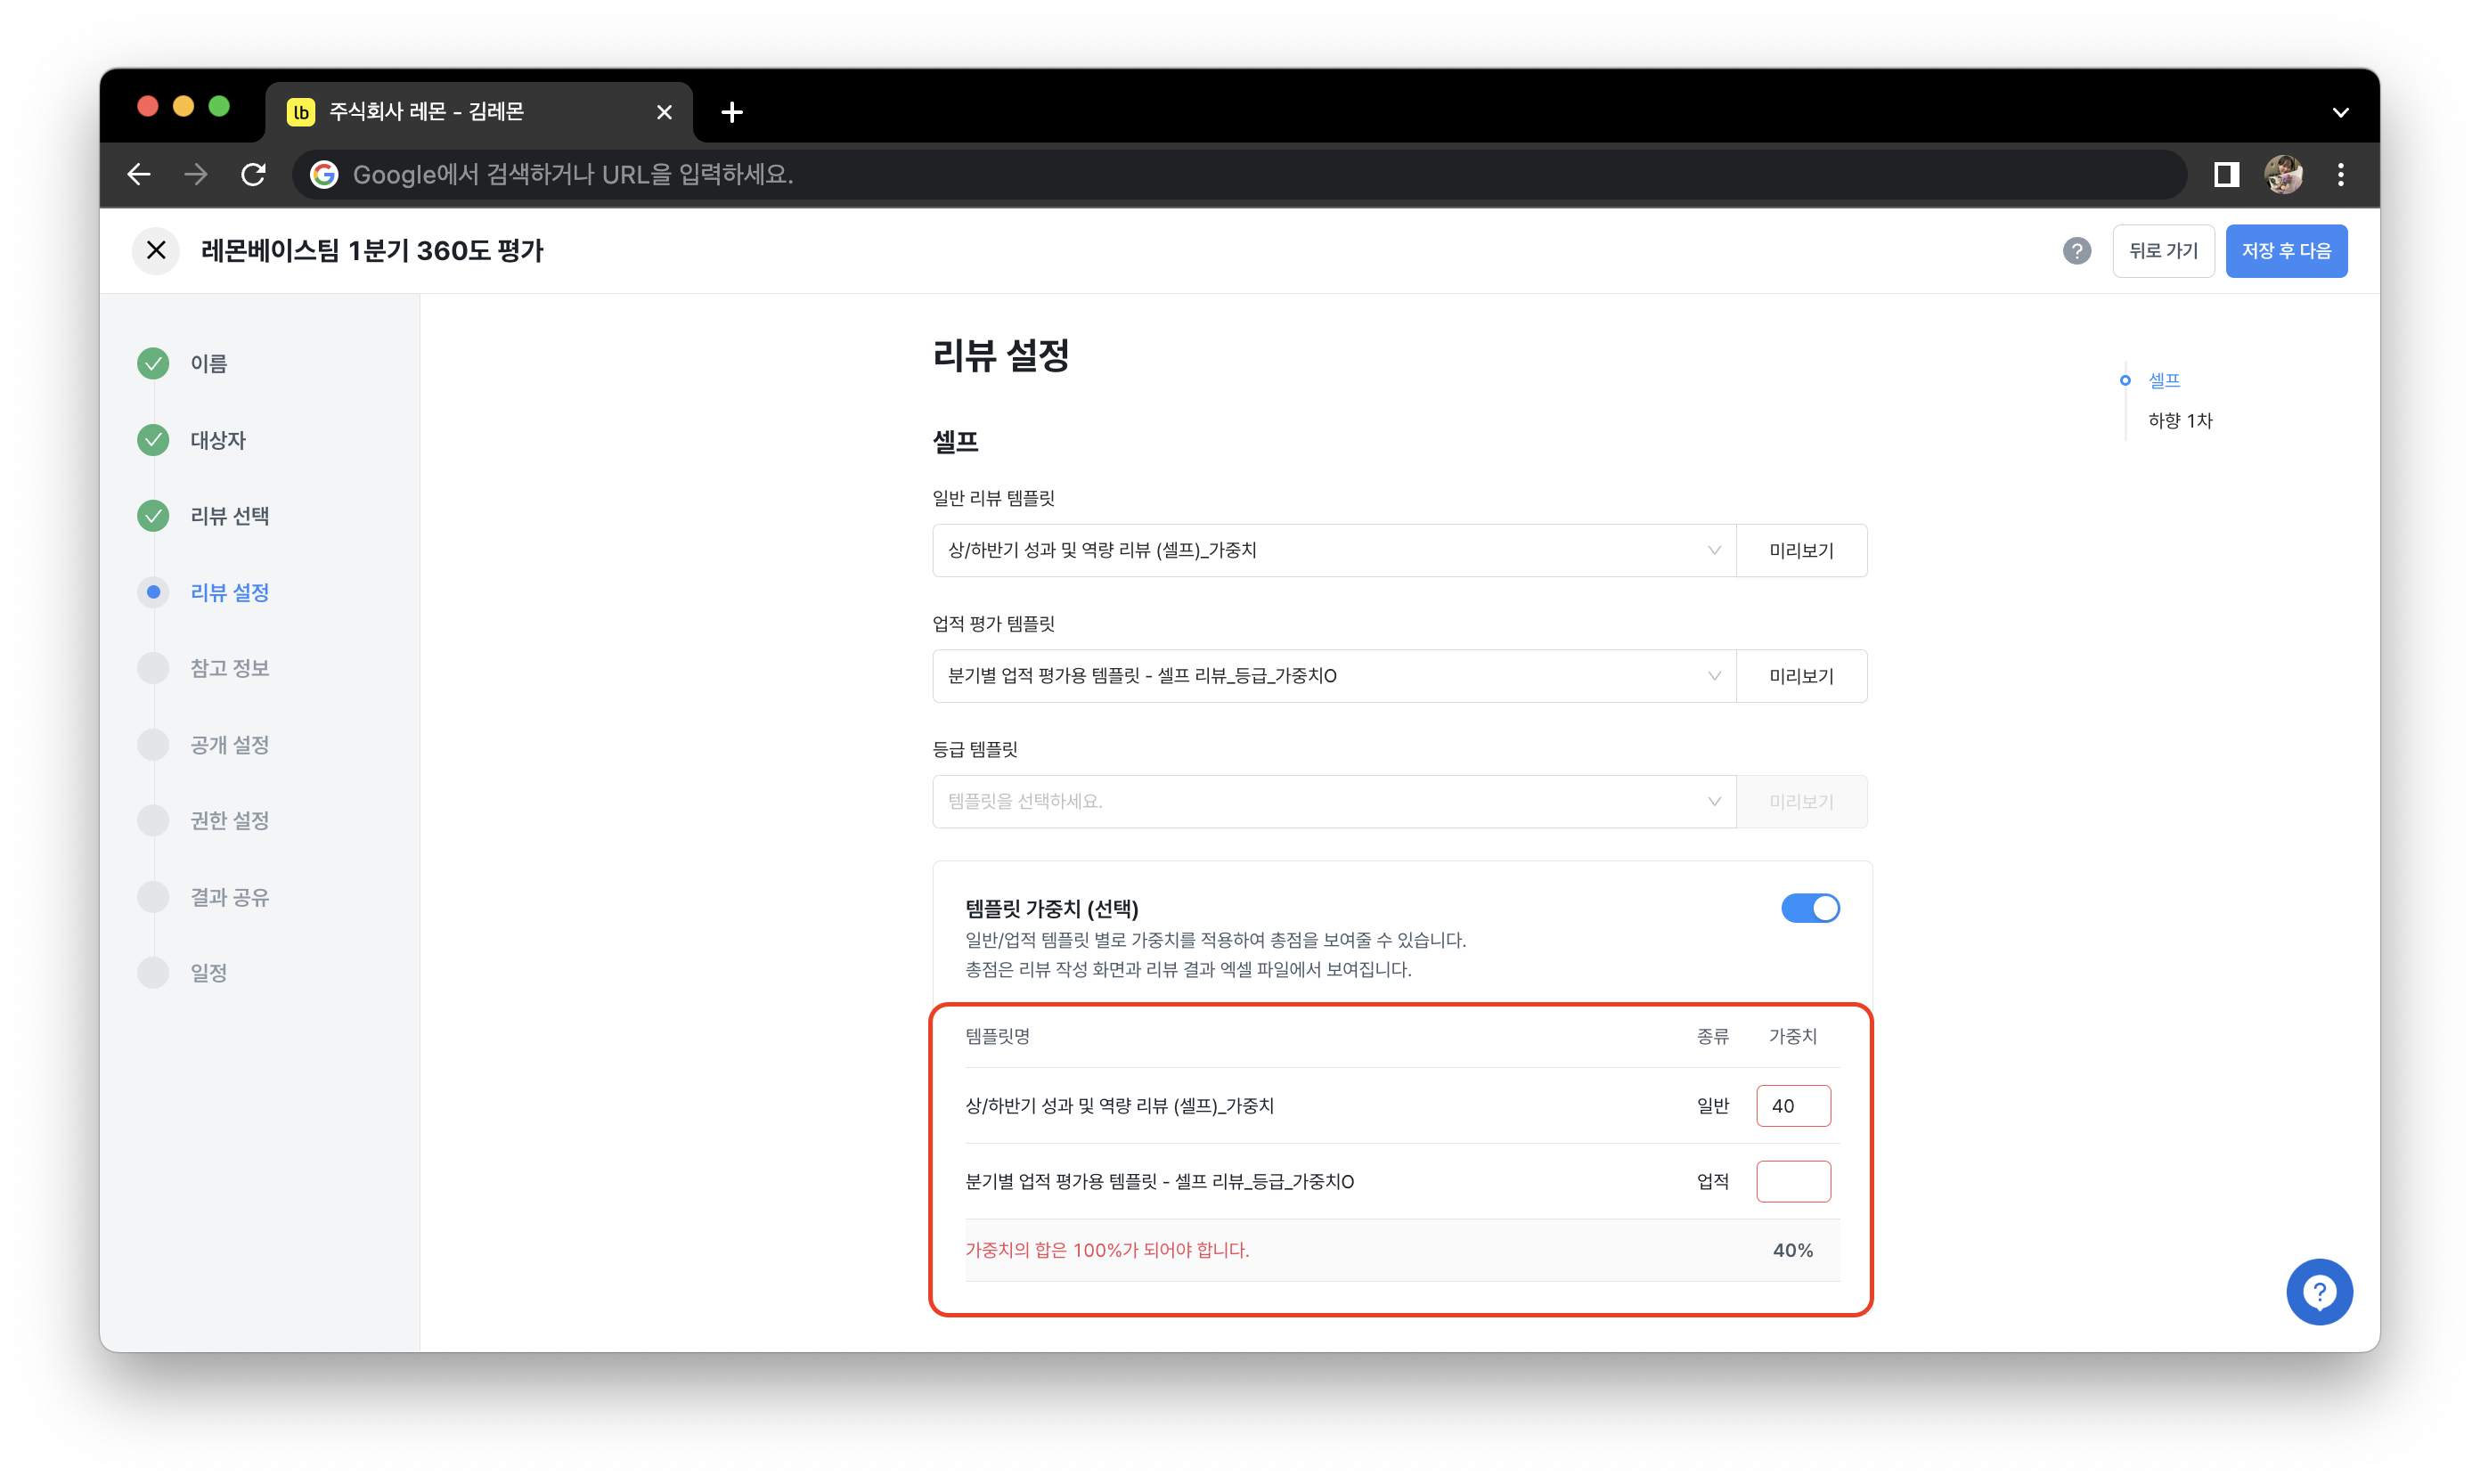 lb 주식회사 레몬 - 김레몬
Google에서 검색하거나 URL을 입력하세요.
레몬베이스팀 1분기 360도 평가
?
뒤로 가기
저장 후 다음
이름
대상자
리뷰 선택
리뷰 설정
참고 정보
공개 설정
권한 설정
결과 공유
일정
리뷰 설정
셀프
일반 리뷰 템플릿
상/하반기 성과 및 역량 리뷰 (셀프)_가중치
미리보기
업적 평가 템플릿
분기별 업적 평가용 템플릿 - 셀프 리뷰_등급_가중치O
미리보기
등급 템플릿
템플릿을 선택하세요.
미리보기
템플릿 가중치 (선택)
일반/업적 템플릿 별로 가중치를 적용하여 총점을 보여줄 수 있습니다.
총점은 리뷰 작성 화면과 리뷰 결과 엑셀 파일에서 보여집니다.
템플릿명 종류 가중치
상/하반기 성과 및 역량 리뷰 (셀프)_가중치 일반 40
분기별 업적 평가용 템플릿 - 셀프 리뷰_등급_가중치O 업적
가중치의 합은 100%가 되어야 합니다. 40%
셀프
하향 1차
?